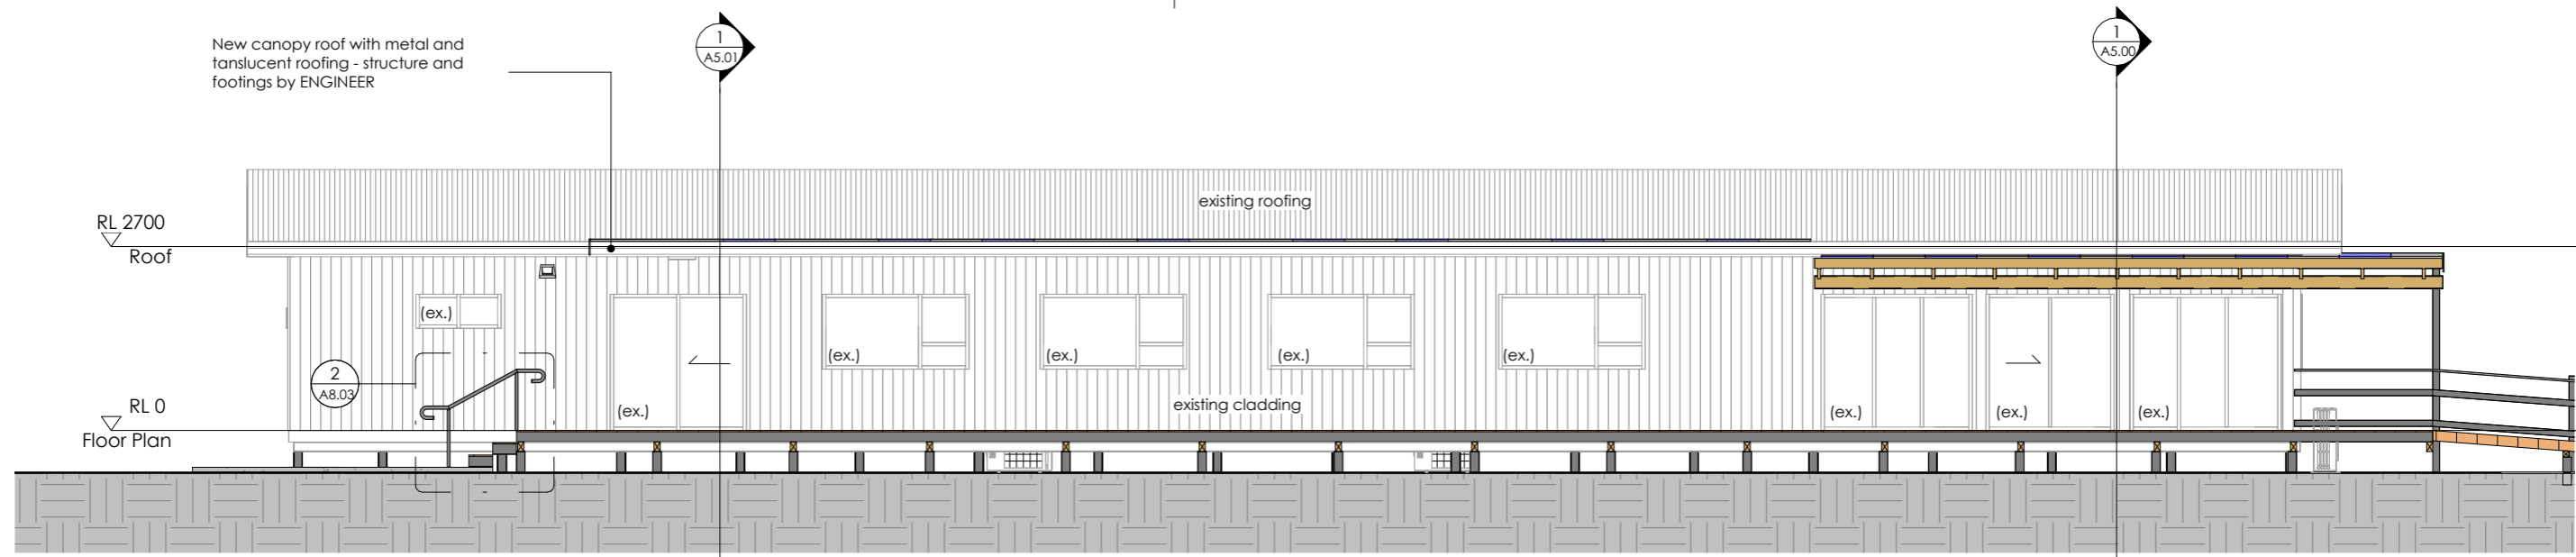 New canopy roof with metal and
tanslucent roofing - structure and
footings by ENGINEER
1
A5.01
1
A5.00
existing roofing
RL 2700
Roof
(ex.)
(ex.)
(ex.)
(ex.)
(ex.)
2
A8.03
RL 0
Floor Plan
(ex.)
existing cladding
(ex.)
(ex.)
(ex.)